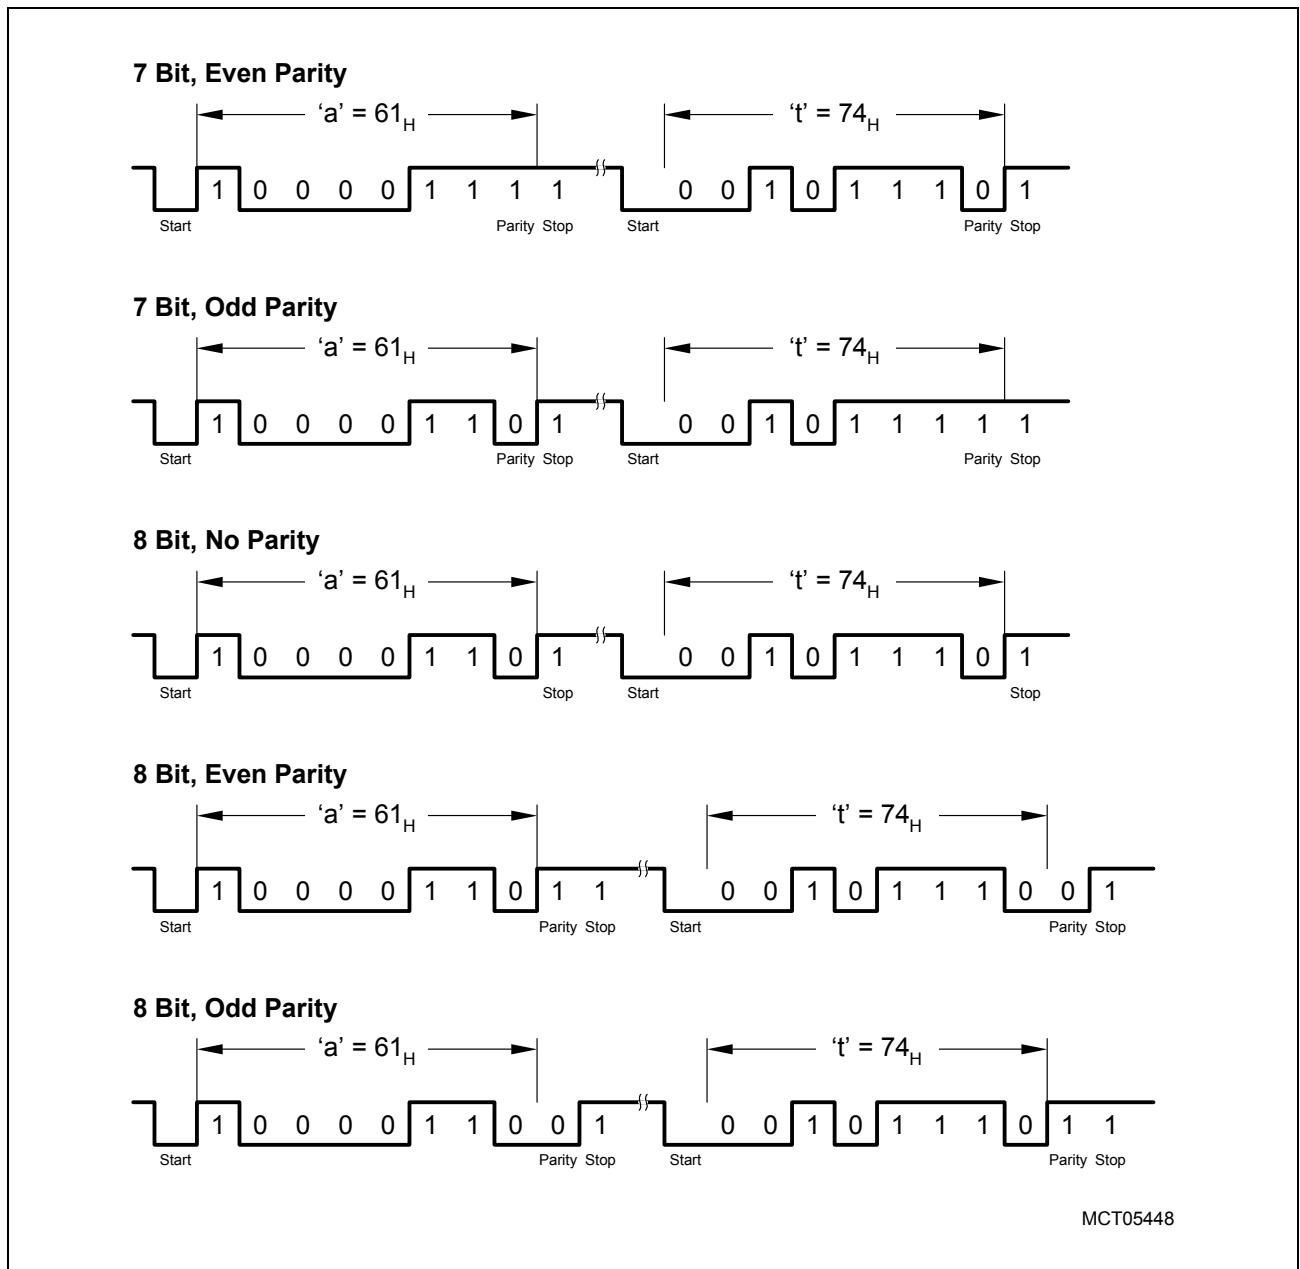 7 Bit, Even Parity
‘a’ = 61H ‘t’ = 74H
1 0 0 0 0 1 1 1 1 0 0 1 0 1 1 1 0 1
Start Parity Stop Start Parity Stop
7 Bit, Odd Parity
‘a’ = 61H ‘t’ = 74H
1 0 0 0 0 1 1 0 1 0 0 1 0 1 1 1 1 1
Start Parity Stop Start Parity Stop
8 Bit, No Parity
‘a’ = 61H ‘t’ = 74H
1 0 0 0 0 1 1 0 1 0 0 1 0 1 1 1 0 1
Start Stop Start Stop
8 Bit, Even Parity
‘a’ = 61H ‘t’ = 74H
1 0 0 0 0 1 1 0 1 1 0 0 1 0 1 1 1 0 0 1
Start Parity Stop Start Parity Stop
8 Bit, Odd Parity
‘a’ = 61H ‘t’ = 74H
1 0 0 0 0 1 1 0 0 1 0 0 1 0 1 1 1 0 1 1
Start Parity Stop Start Parity Stop
MCT05448